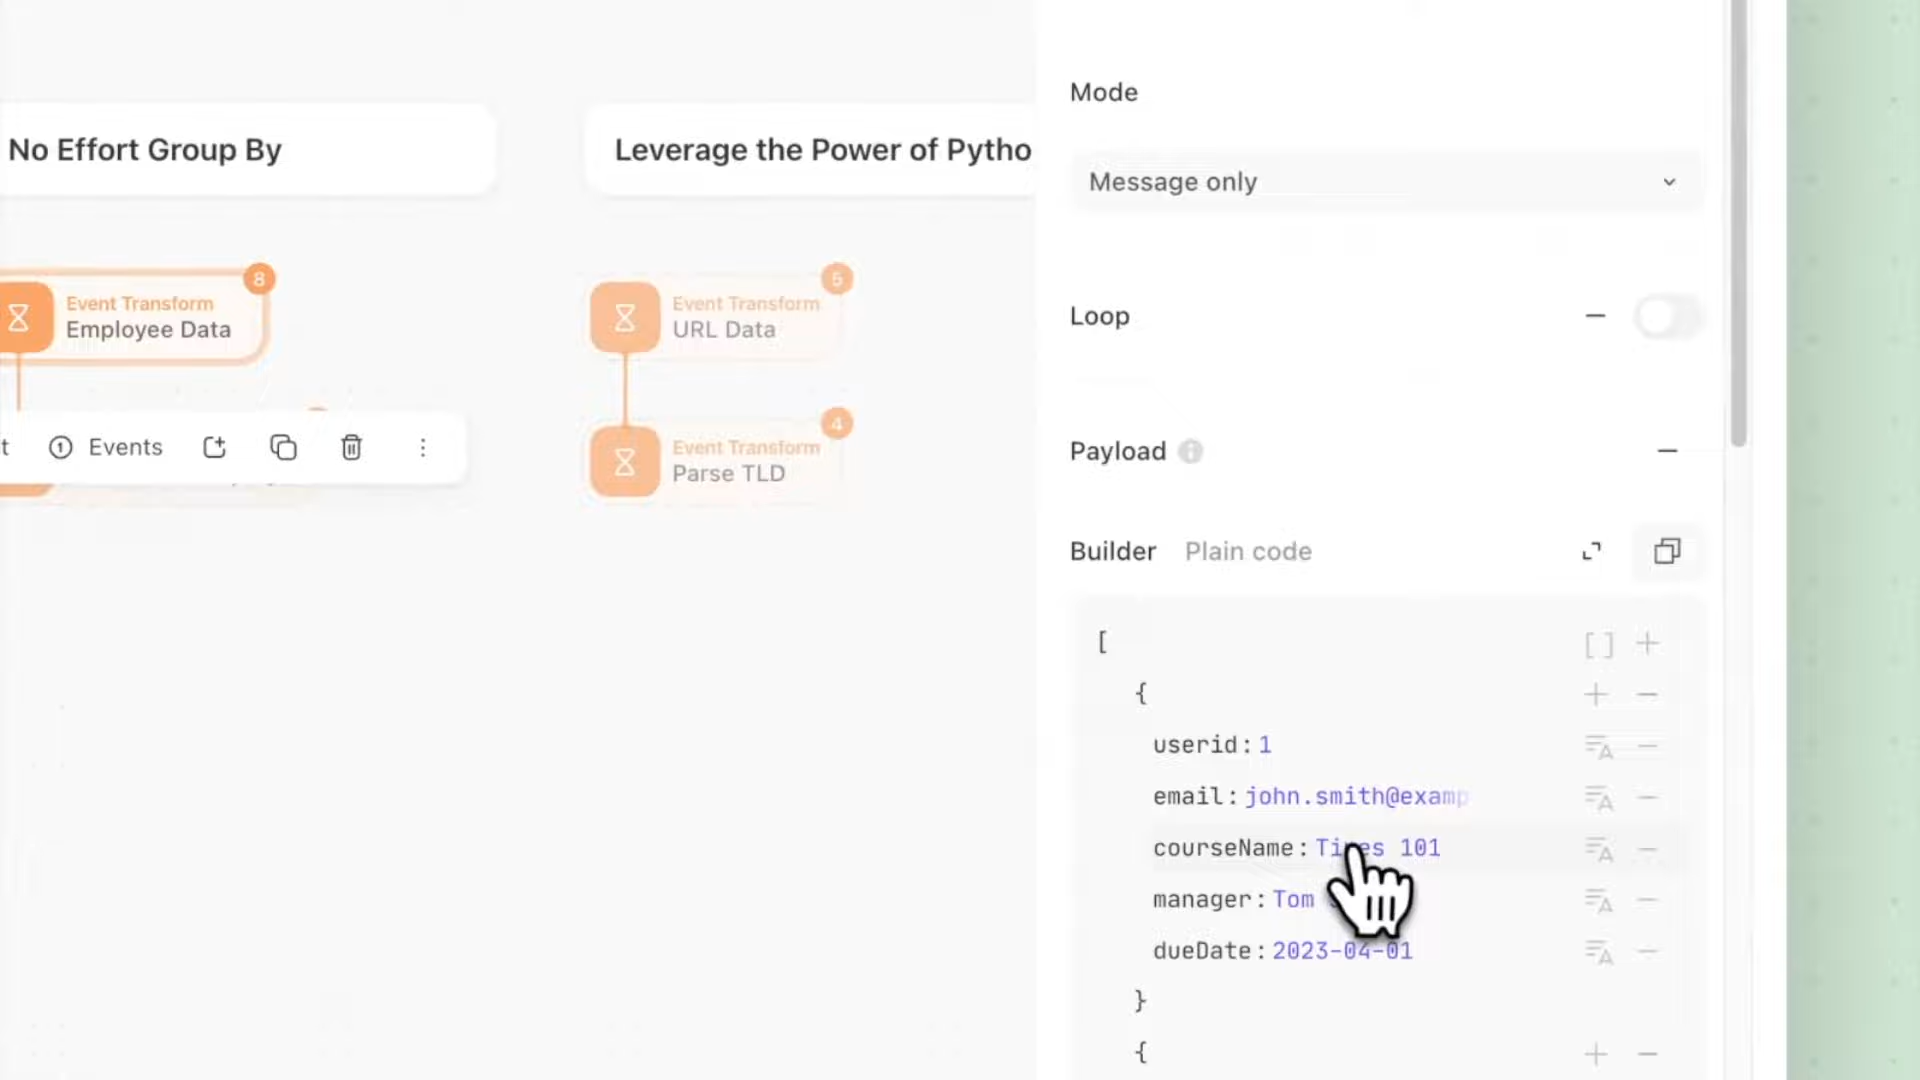 No Effort Group By
Leverage the Power of Pytho
8
Event Transform
Employee Data
t
1 Events
5
Event Transform
URL Data
4
Event Transform
Parse TLD
Mode
Message only
Loop
Payload
Builder Plain code
[
[ ]
{
userid: 1
email: john.smith@examp
courseName: 101
manager: Tom
dueDate: 2023-04-01
}
{